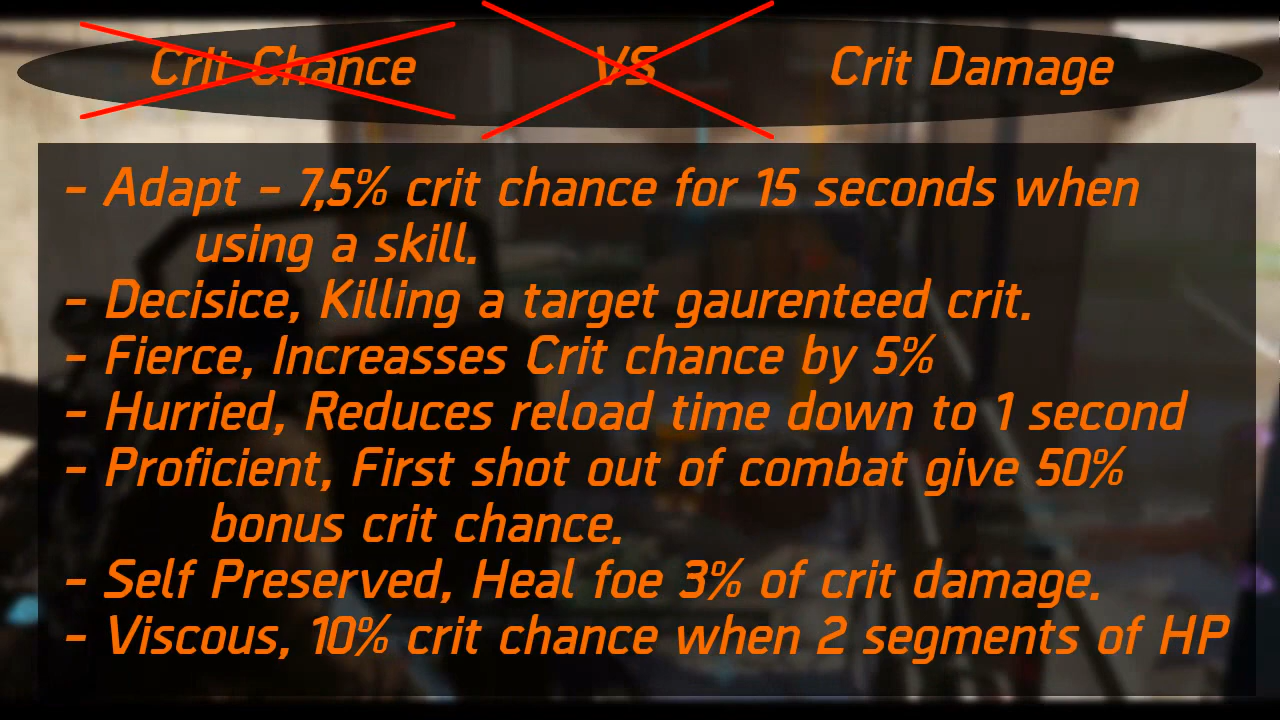 Crit Chance VS Crit Damage
- Adapt - 7,5% crit chance for 15 seconds when
using a skill.
- Decisice, Killing a target gaurenteed crit.
- Fierce, Increasses Crit chance by 5%
- Hurried, Reduces reload time down to 1 second
- Proficient, First shot out of combat give 50%
bonus crit chance.
- Self Preserved, Heal foe 3% of crit damage.
- Viscous, 10% crit chance when 2 segments of HP